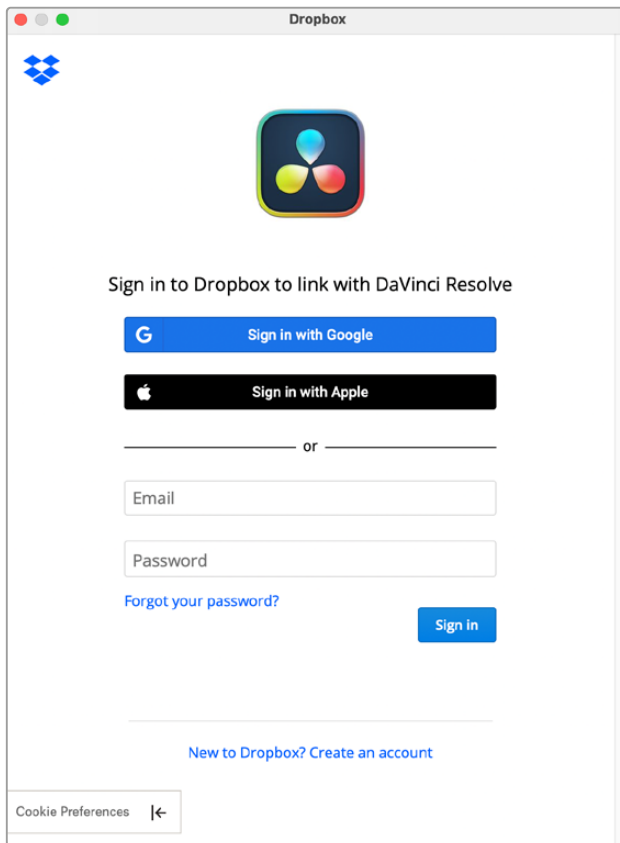 Dropbox
Sign in to Dropbox to link with DaVinci Resolve
Sign in with Google
Sign in with Apple
or
Email
Password
Forgot your password?
Sign in
New to Dropbox? Create an account
Cookie Preferences